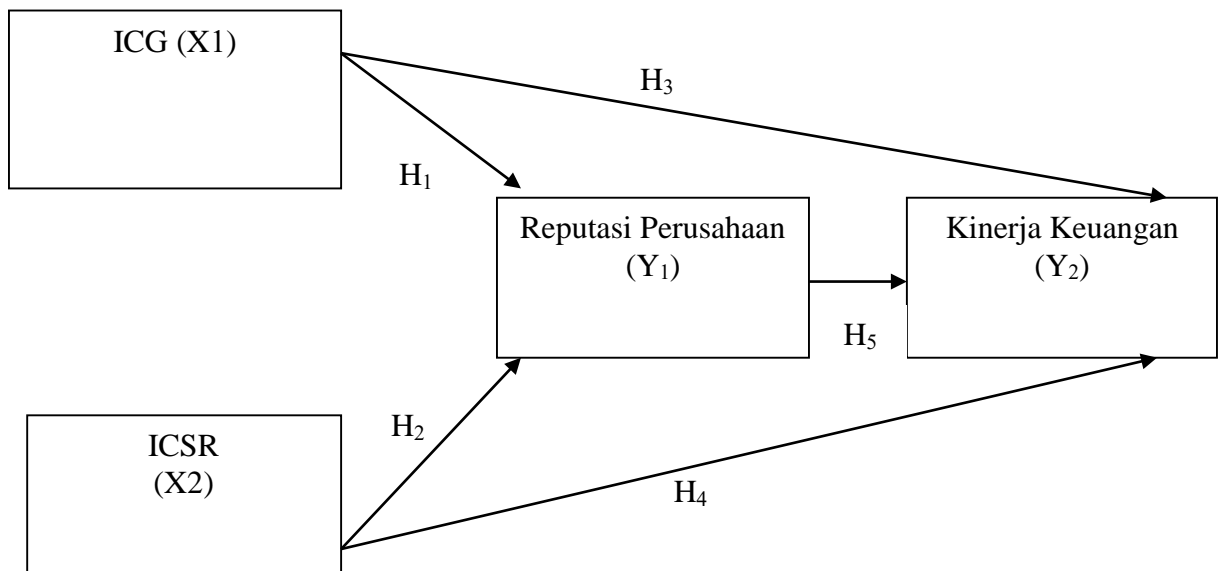 ICG (X1)
H₃
H₁
Reputasi Perusahaan
(Y₁)
Kinerja Keuangan
(Y₂)
H₅
H₂
ICSR
(X2)
H₄